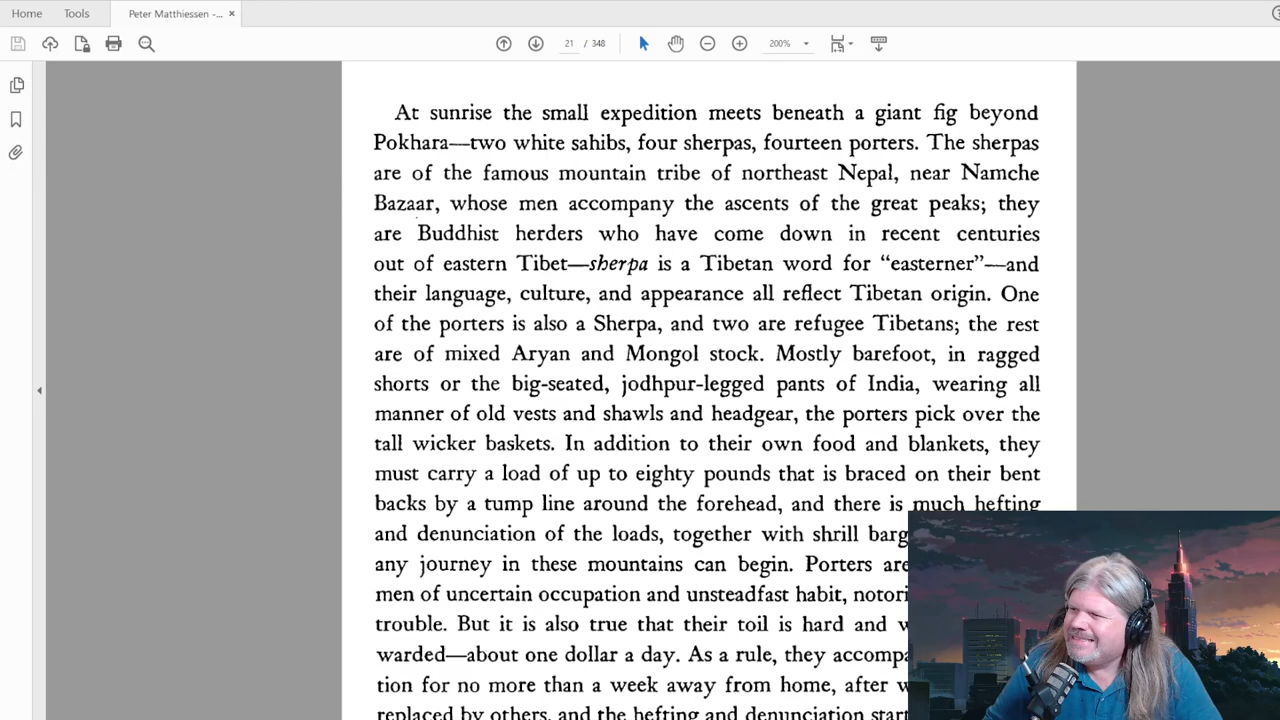 Home Tools Peter Matthiessen -... ×
21 / 348 200%
At sunrise the small expedition meets beneath a giant fig beyond
Pokhara—two white sahibs, four sherpas, fourteen porters. The sherpas
are of the famous mountain tribe of northeast Nepal, near Namche
Bazaar, whose men accompany the ascents of the great peaks; they
are Buddhist herders who have come down in recent centuries
out of eastern Tibet—sherpa is a Tibetan word for “easterner”—and
their language, culture, and appearance all reflect Tibetan origin. One
of the porters is also a Sherpa, and two are refugee Tibetans; the rest
are of mixed Aryan and Mongol stock. Mostly barefoot, in ragged
shorts or the big-seated, jodhpur-legged pants of India, wearing all
manner of old vests and shawls and headgear, the porters pick over the
tall wicker baskets. In addition to their own food and blankets, they
must carry a load of up to eighty pounds that is braced on their bent
backs by a tump line around the forehead, and there is much hefting
and denunciation of the loads, together with shrill barg
any journey in these mountains can begin. Porters are
men of uncertain occupation and unsteadfast habit, notori
trouble. But it is also true that their toil is hard and w
warded—about one dollar a day. As a rule, they accompa
tion for no more than a week away from home, after w
replaced by others, and the hefting and denunciation start